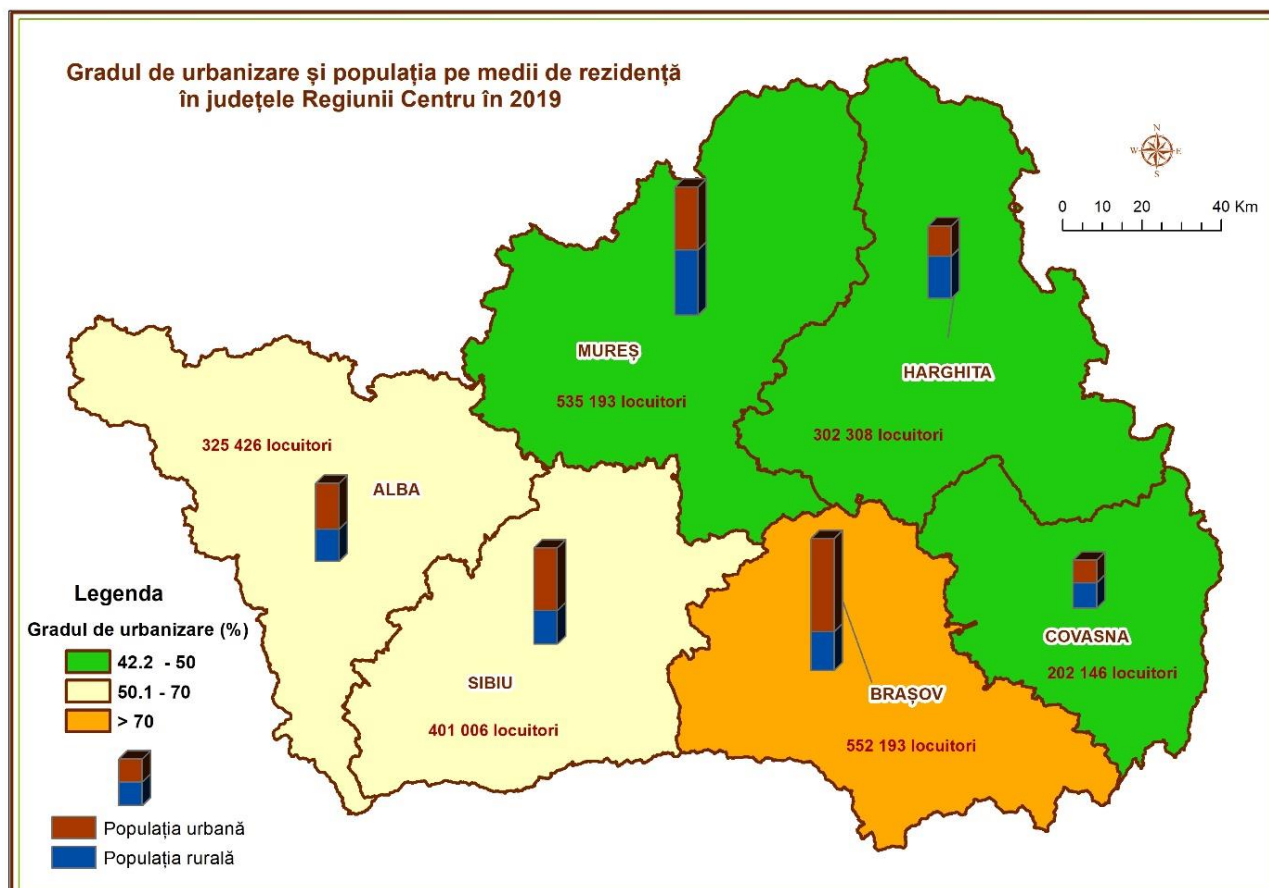 Gradul de urbanizare și populația pe medii de rezidență
în județele Regiunii Centru în 2019
N
W E
S
0 10 20 40 Km
MUREȘ
535 193 locuitori
HARGHITA
302 308 locuitori
325 426 locuitori
ALBA
SIBIU
401 006 locuitori
BRAȘOV
552 193 locuitori
COVASNA
202 146 locuitori
Legenda
Gradul de urbanizare (%)
42.2 - 50
50.1 - 70
> 70
Populația urbană
Populația rurală